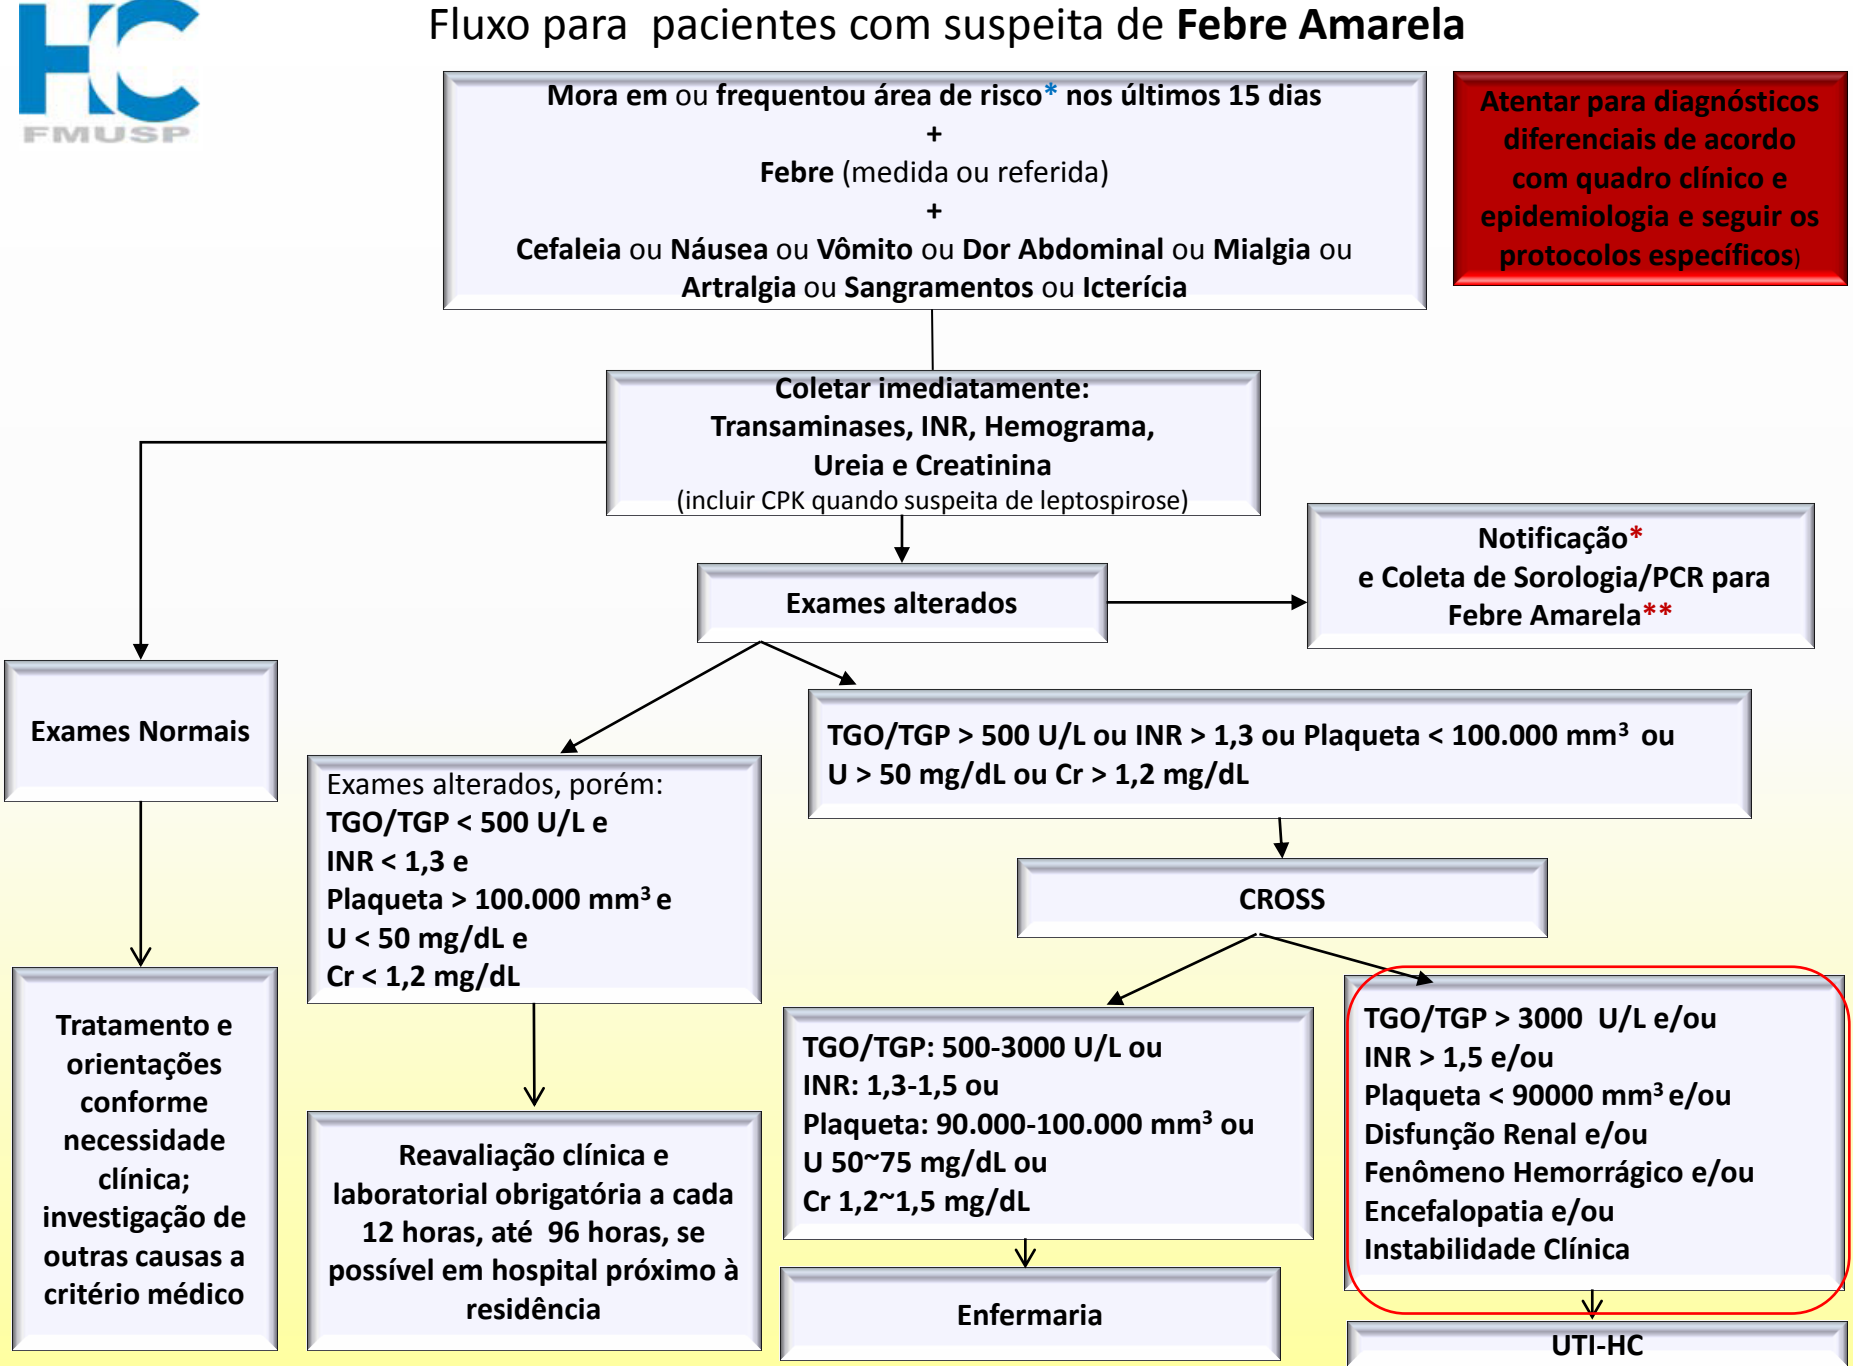 HC
FMUSP
Fluxo para pacientes com suspeita de Febre Amarela
Mora em ou frequentou área de risco* nos últimos 15 dias
+
Febre (medida ou referida)
+
Cefaleia ou Náusea ou Vômito ou Dor Abdominal ou Mialgia ou
Artralgia ou Sangramentos ou Icterícia
Atentar para diagnósticos
diferenciais de acordo
com quadro clínico e
epidemiologia e seguir os
protocolos específicos)
Coletar imediatamente:
Transaminases, INR, Hemograma,
Ureia e Creatinina
(incluir CPK quando suspeita de leptospirose)
Notificação*
e Coleta de Sorologia/PCR para
Febre Amarela**
Exames alterados
Exames Normais
TGO/TGP > 500 U/L ou INR > 1,3 ou Plaqueta < 100.000 mm³ ou
U > 50 mg/dL ou Cr > 1,2 mg/dL
Exames alterados, porém:
TGO/TGP < 500 U/L e
INR < 1,3 e
Plaqueta > 100.000 mm³ e
U < 50 mg/dL e
Cr < 1,2 mg/dL
CROSS
Tratamento e
orientações
conforme
necessidade
clínica;
investigação de
outras causas a
critério médico
Reavaliação clínica e
laboratorial obrigatória a cada
12 horas, até 96 horas, se
possível em hospital próximo à
residência
TGO/TGP: 500-3000 U/L ou
INR: 1,3-1,5 ou
Plaqueta: 90.000-100.000 mm³ ou
U 50~75 mg/dL ou
Cr 1,2~1,5 mg/dL
TGO/TGP > 3000 U/L e/ou
INR > 1,5 e/ou
Plaqueta < 90000 mm³ e/ou
Disfunção Renal e/ou
Fenômeno Hemorrágico e/ou
Encefalopatia e/ou
Instabilidade Clínica
Enfermaria
UTI-HC